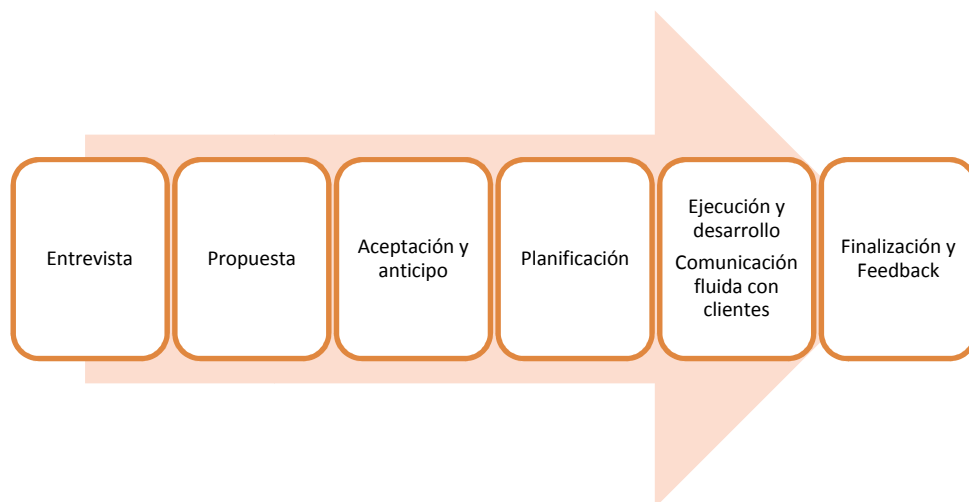 Entrevista
Propuesta
Aceptación y
anticipo
Planificación
Ejecución y
desarrollo
Comunicación
fluida con
clientes
Finalización y
Feedback